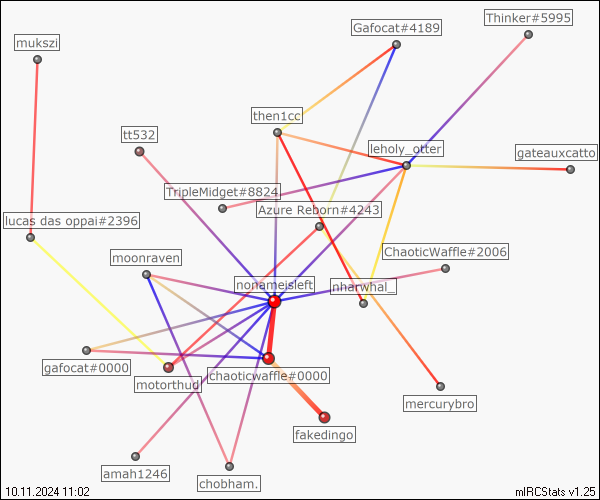 Thinker#5995
Gafocat#4189
mukszi
then1cc
tt532
leholy_otter
gateauxcatto
TripleMidget#8824
Azure Reborn#4243
lucas das oppai#2396
moonraven
ChaoticWaffle#2006
nonameisleft
nharwhal_
gafocat#0000
chaoticwaffle#0000
motorthud
mercurybro
fakedingo
amah1246
chobham.
10.11.2024 11:02
mIRCStats v1.25